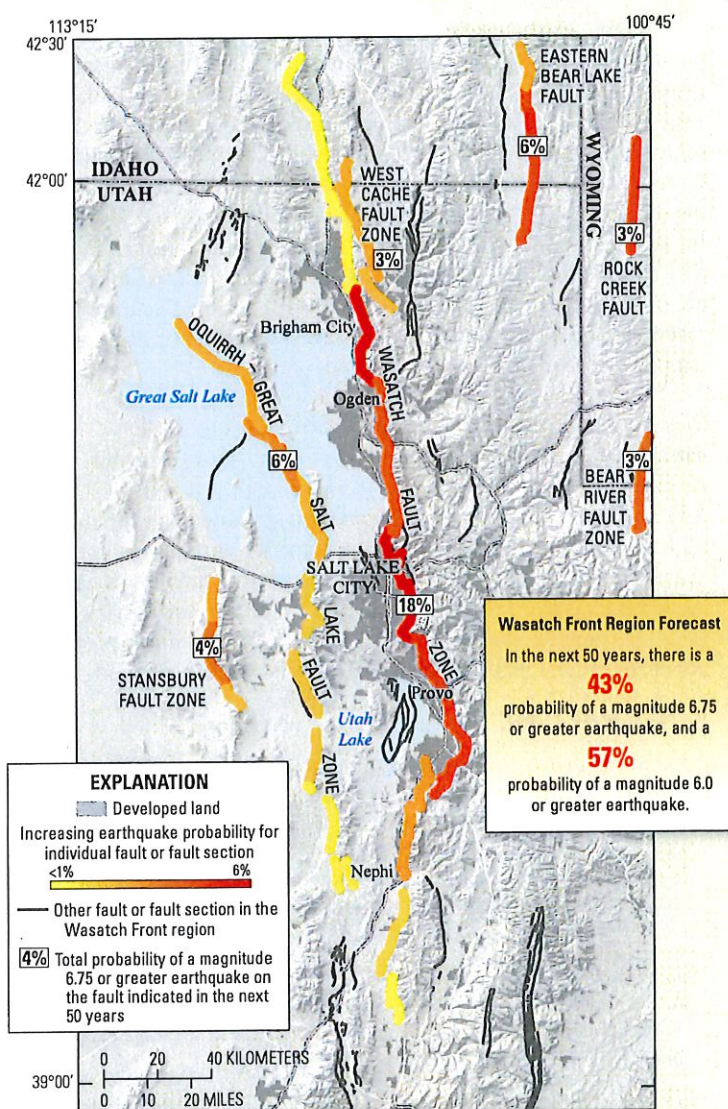 113°15′
100°45′
42°30′
EASTERN
BEAR LAKE
FAULT
6%
WYOMING
IDAHO
UTAH
42°00′
WEST
CACHE
FAULT
ZONE
3%
3%
ROCK
CREEK
FAULT
Brigham City
OQUIRRH – GREAT SALT LAKE FAULT ZONE
WASATCH FAULT ZONE
Great Salt Lake
Ogden
6%
3%
BEAR
RIVER
FAULT
ZONE
SALT LAKE
CITY
18%
4%
STANSBURY
FAULT ZONE
Provo
Utah
Lake
Nephi
Wasatch Front Region Forecast
In the next 50 years, there is a
43%
probability of a magnitude 6.75
or greater earthquake, and a
57%
probability of a magnitude 6.0
or greater earthquake.
EXPLANATION
Developed land
Increasing earthquake probability for
individual fault or fault section
<1% 6%
Other fault or fault section in the
Wasatch Front region
4% Total probability of a magnitude
6.75 or greater earthquake on
the fault indicated in the next
50 years
0 20 40 KILOMETERS
0 10 20 MILES
39°00′